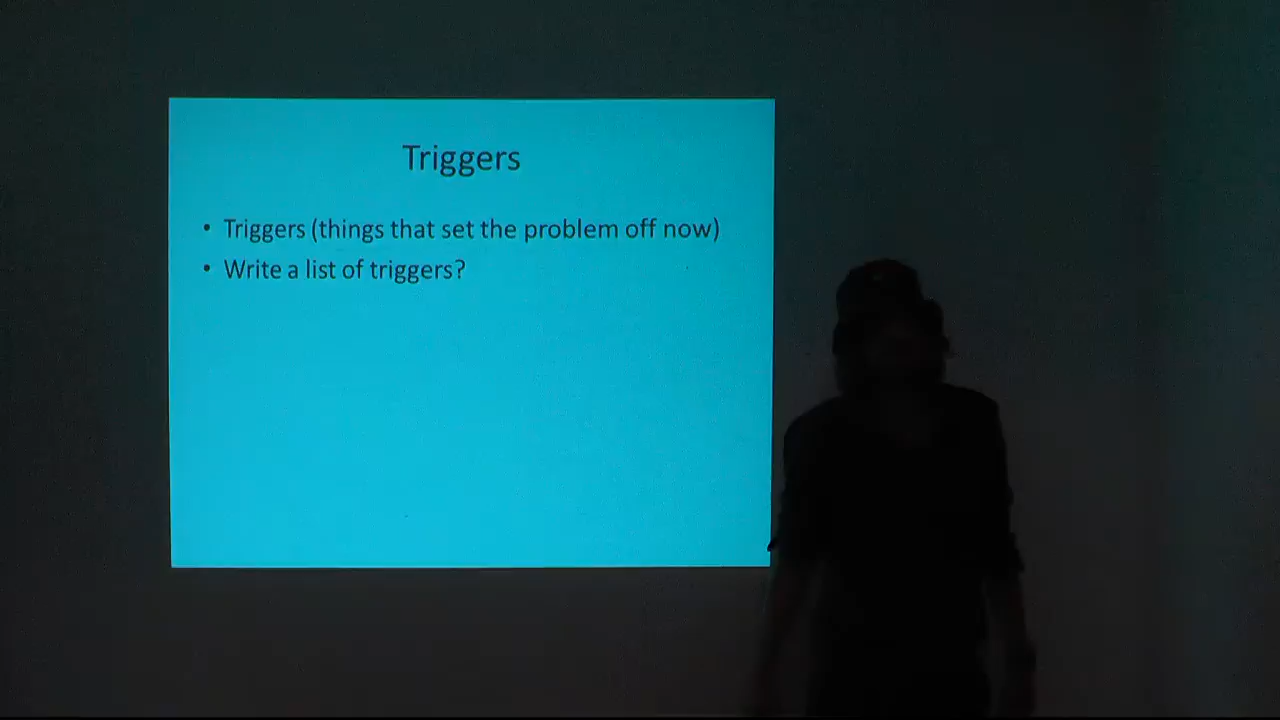 Triggers
• Triggers (things that set the problem off now)
• Write a list of triggers?